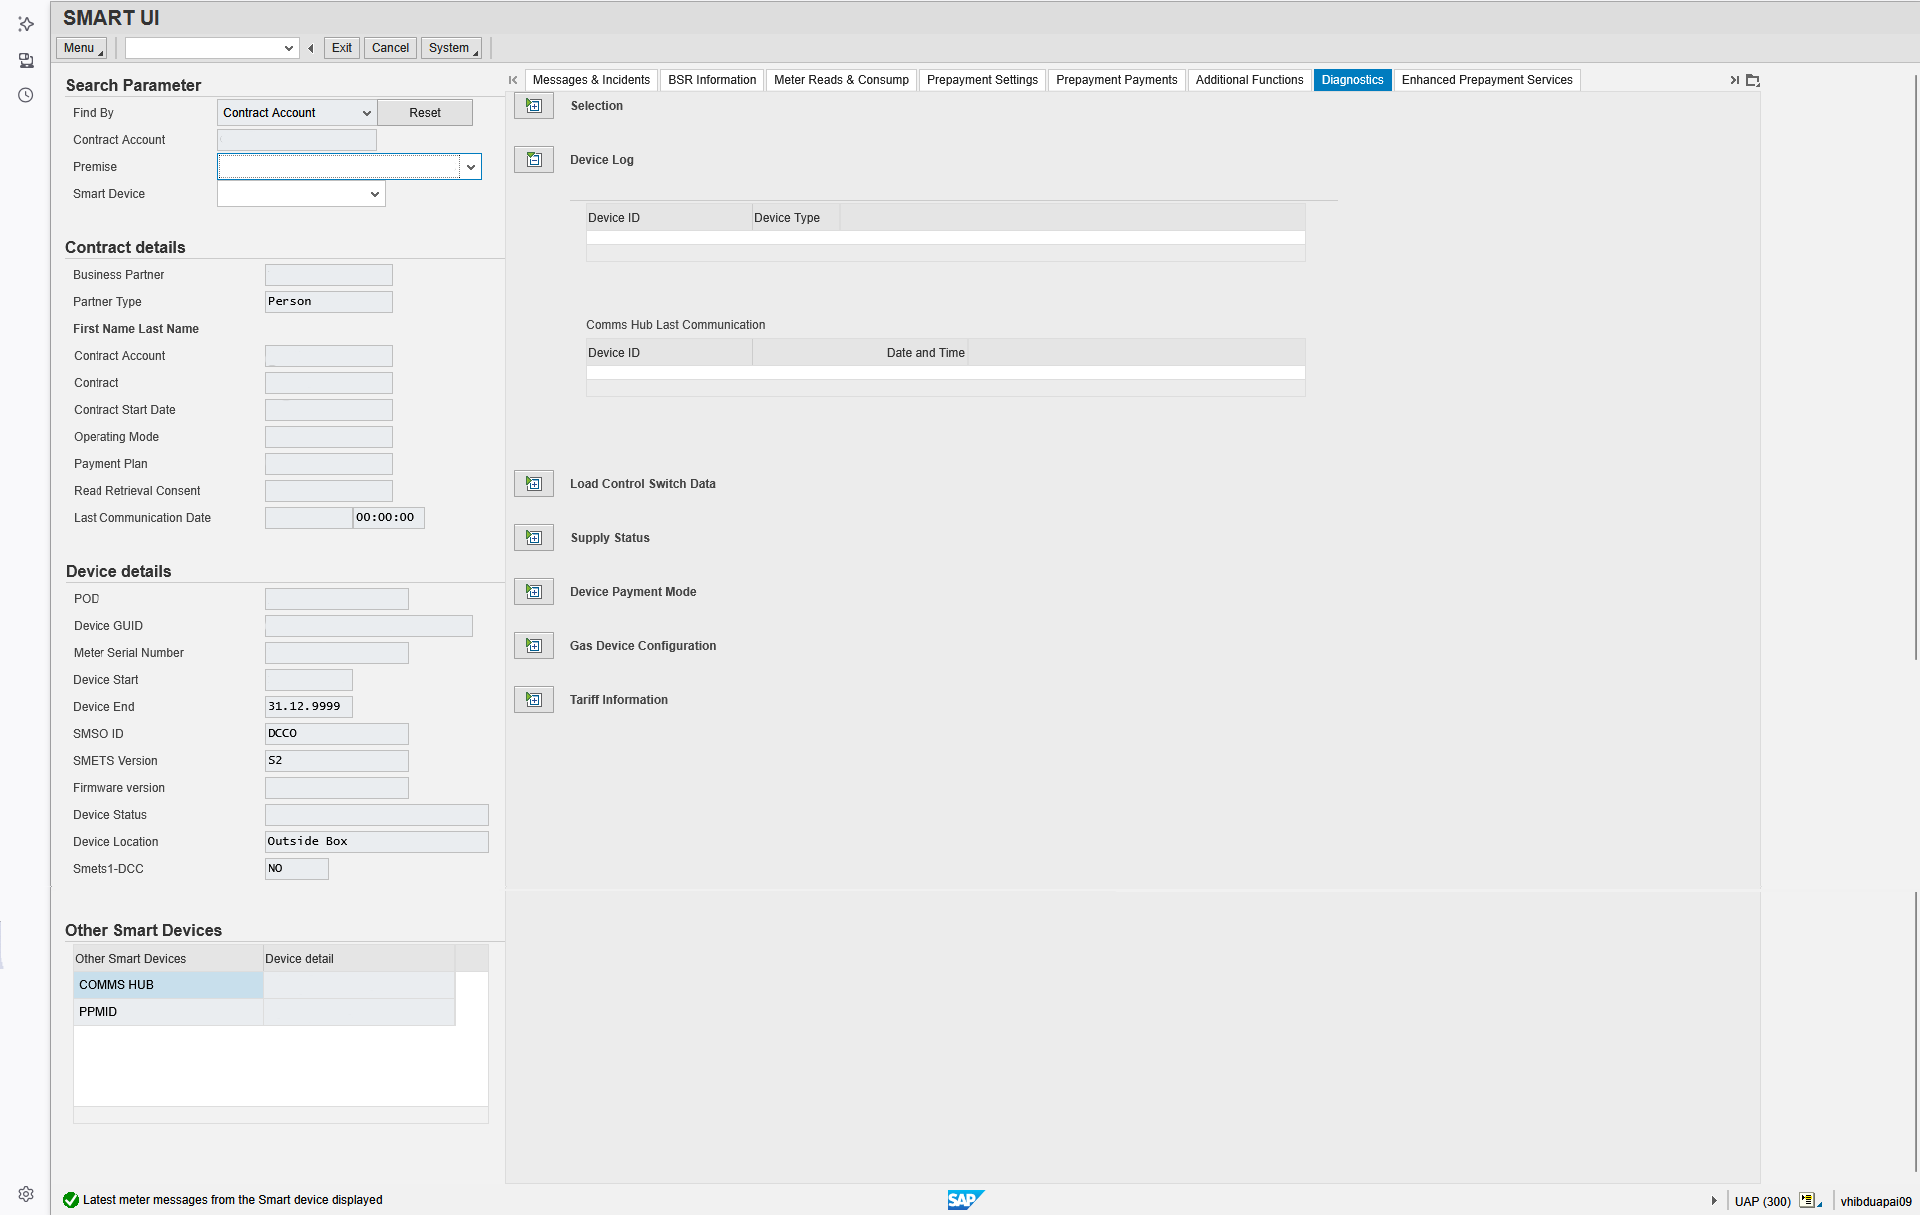 SMART UI
Menu
Exit
Cancel
System
Search Parameter
Find By
Contract Account
Reset
Contract Account
Premise
Smart Device
Contract details
Business Partner
Partner Type
Person
First Name Last Name
Contract Account
Contract
Contract Start Date
Operating Mode
Payment Plan
Read Retrieval Consent
Last Communication Date
00:00:00
Device details
POD
Device GUID
Meter Serial Number
Device Start
Device End
31.12.9999
SMSO ID
DCCO
SMETS Version
S2
Firmware version
Device Status
Device Location
Outside Box
Smets1-DCC
NO
Other Smart Devices
Other Smart Devices
Device detail
COMMS HUB
PPMID
Messages & Incidents
BSR Information
Meter Reads & Consump
Prepayment Settings
Prepayment Payments
Additional Functions
Diagnostics
Enhanced Prepayment Services
Selection
Device Log
Device ID
Device Type
Comms Hub Last Communication
Device ID
Date and Time
Load Control Switch Data
Supply Status
Device Payment Mode
Gas Device Configuration
Tariff Information
Latest meter messages from the Smart device displayed
SAP
UAP (300)
vhibduapai09